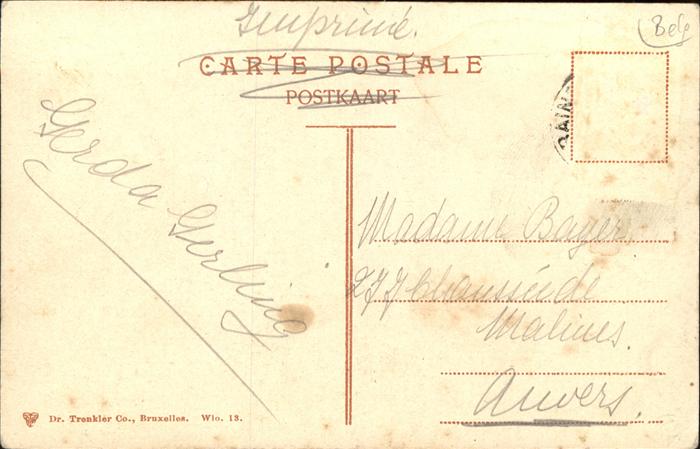 Imprimé.
Belg
CARTE POSTALE
POSTKAART
Gerda Gerling
Madame Bayer
277 Chaussée de
Malines.
Anvers.
Dr. Trenkler Co., Bruxelles. Wlo. 13.